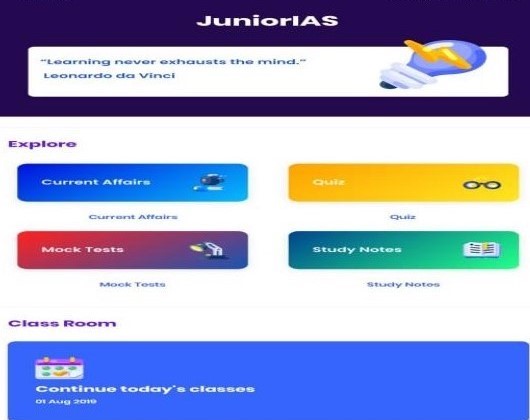 JuniorIAS
“Learning never exhausts the mind.”
Leonardo da Vinci
Explore
Current Affairs
Quiz
Current Affairs
Quiz
Mock Tests
Study Notes
Mock Tests
Study Notes
Class Room
Continue today's classes
01 Aug 2019